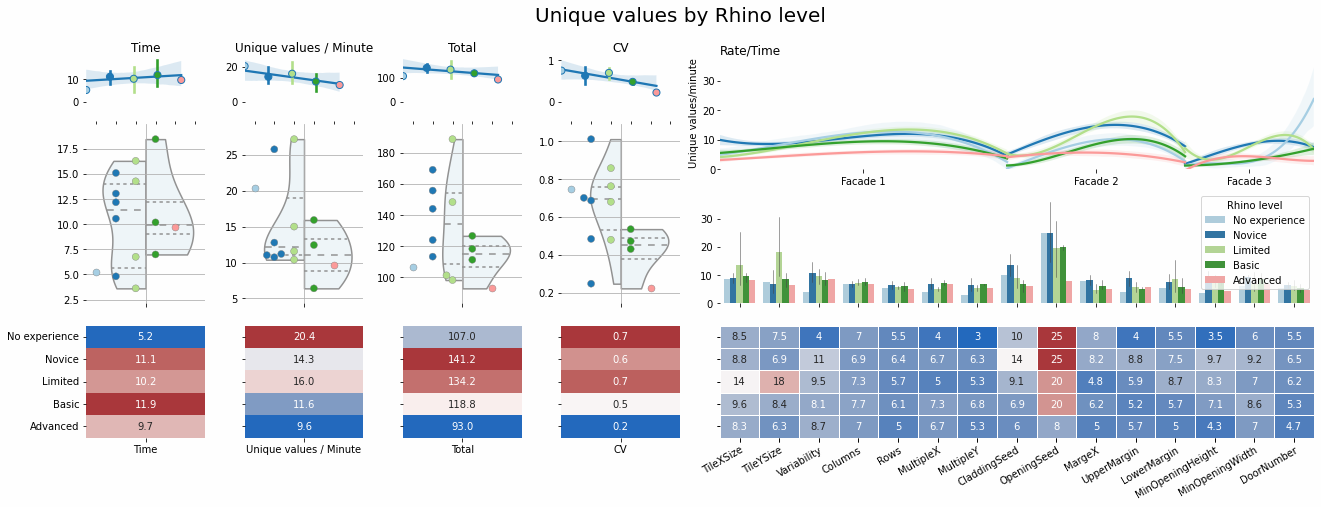 Unique values by Rhino level
Time
Unique values / Minute
Total
CV
Rate/Time
10
0
20
0
100
0
1
0
Unique values/minute
30
20
10
0
Facade 1
Facade 2
Facade 3
17.5
15.0
12.5
10.0
7.5
5.0
2.5
25
20
15
10
5
180
160
140
120
100
1.0
0.8
0.6
0.4
0.2
30
20
10
0
Rhino level
No experience
Novice
Limited
Basic
Advanced
No experience 5.2 20.4 107.0 0.7 8.5 7.5 4 7 5.5 4 3 10 25 8 4 5.5 3.5 6 5.5
Novice 11.1 14.3 141.2 0.6 8.8 6.9 11 6.9 6.4 6.7 6.3 14 25 8.2 8.8 7.5 9.7 9.2 6.5
Limited 10.2 16.0 134.2 0.7 14 18 9.5 7.3 5.7 5 5.3 9.1 20 4.8 5.9 8.7 8.3 7 6.2
Basic 11.9 11.6 118.8 0.5 9.6 8.4 8.1 7.7 6.1 7.3 6.8 6.9 20 6.2 5.2 5.7 7.1 8.6 5.3
Advanced 9.7 9.6 93.0 0.2 8.3 6.3 8.7 7 5 6.7 5.3 6 8 5 5.7 5 4.3 7 4.7
Time
Unique values / Minute
Total
CV
TileXSize
TileYSize
Variability
Columns
Rows
MultipleX
MultipleY
CladdingSeed
OpeningSeed
MargeX
UpperMargin
LowerMargin
MinOpeningHeight
MinOpeningWidth
DoorNumber